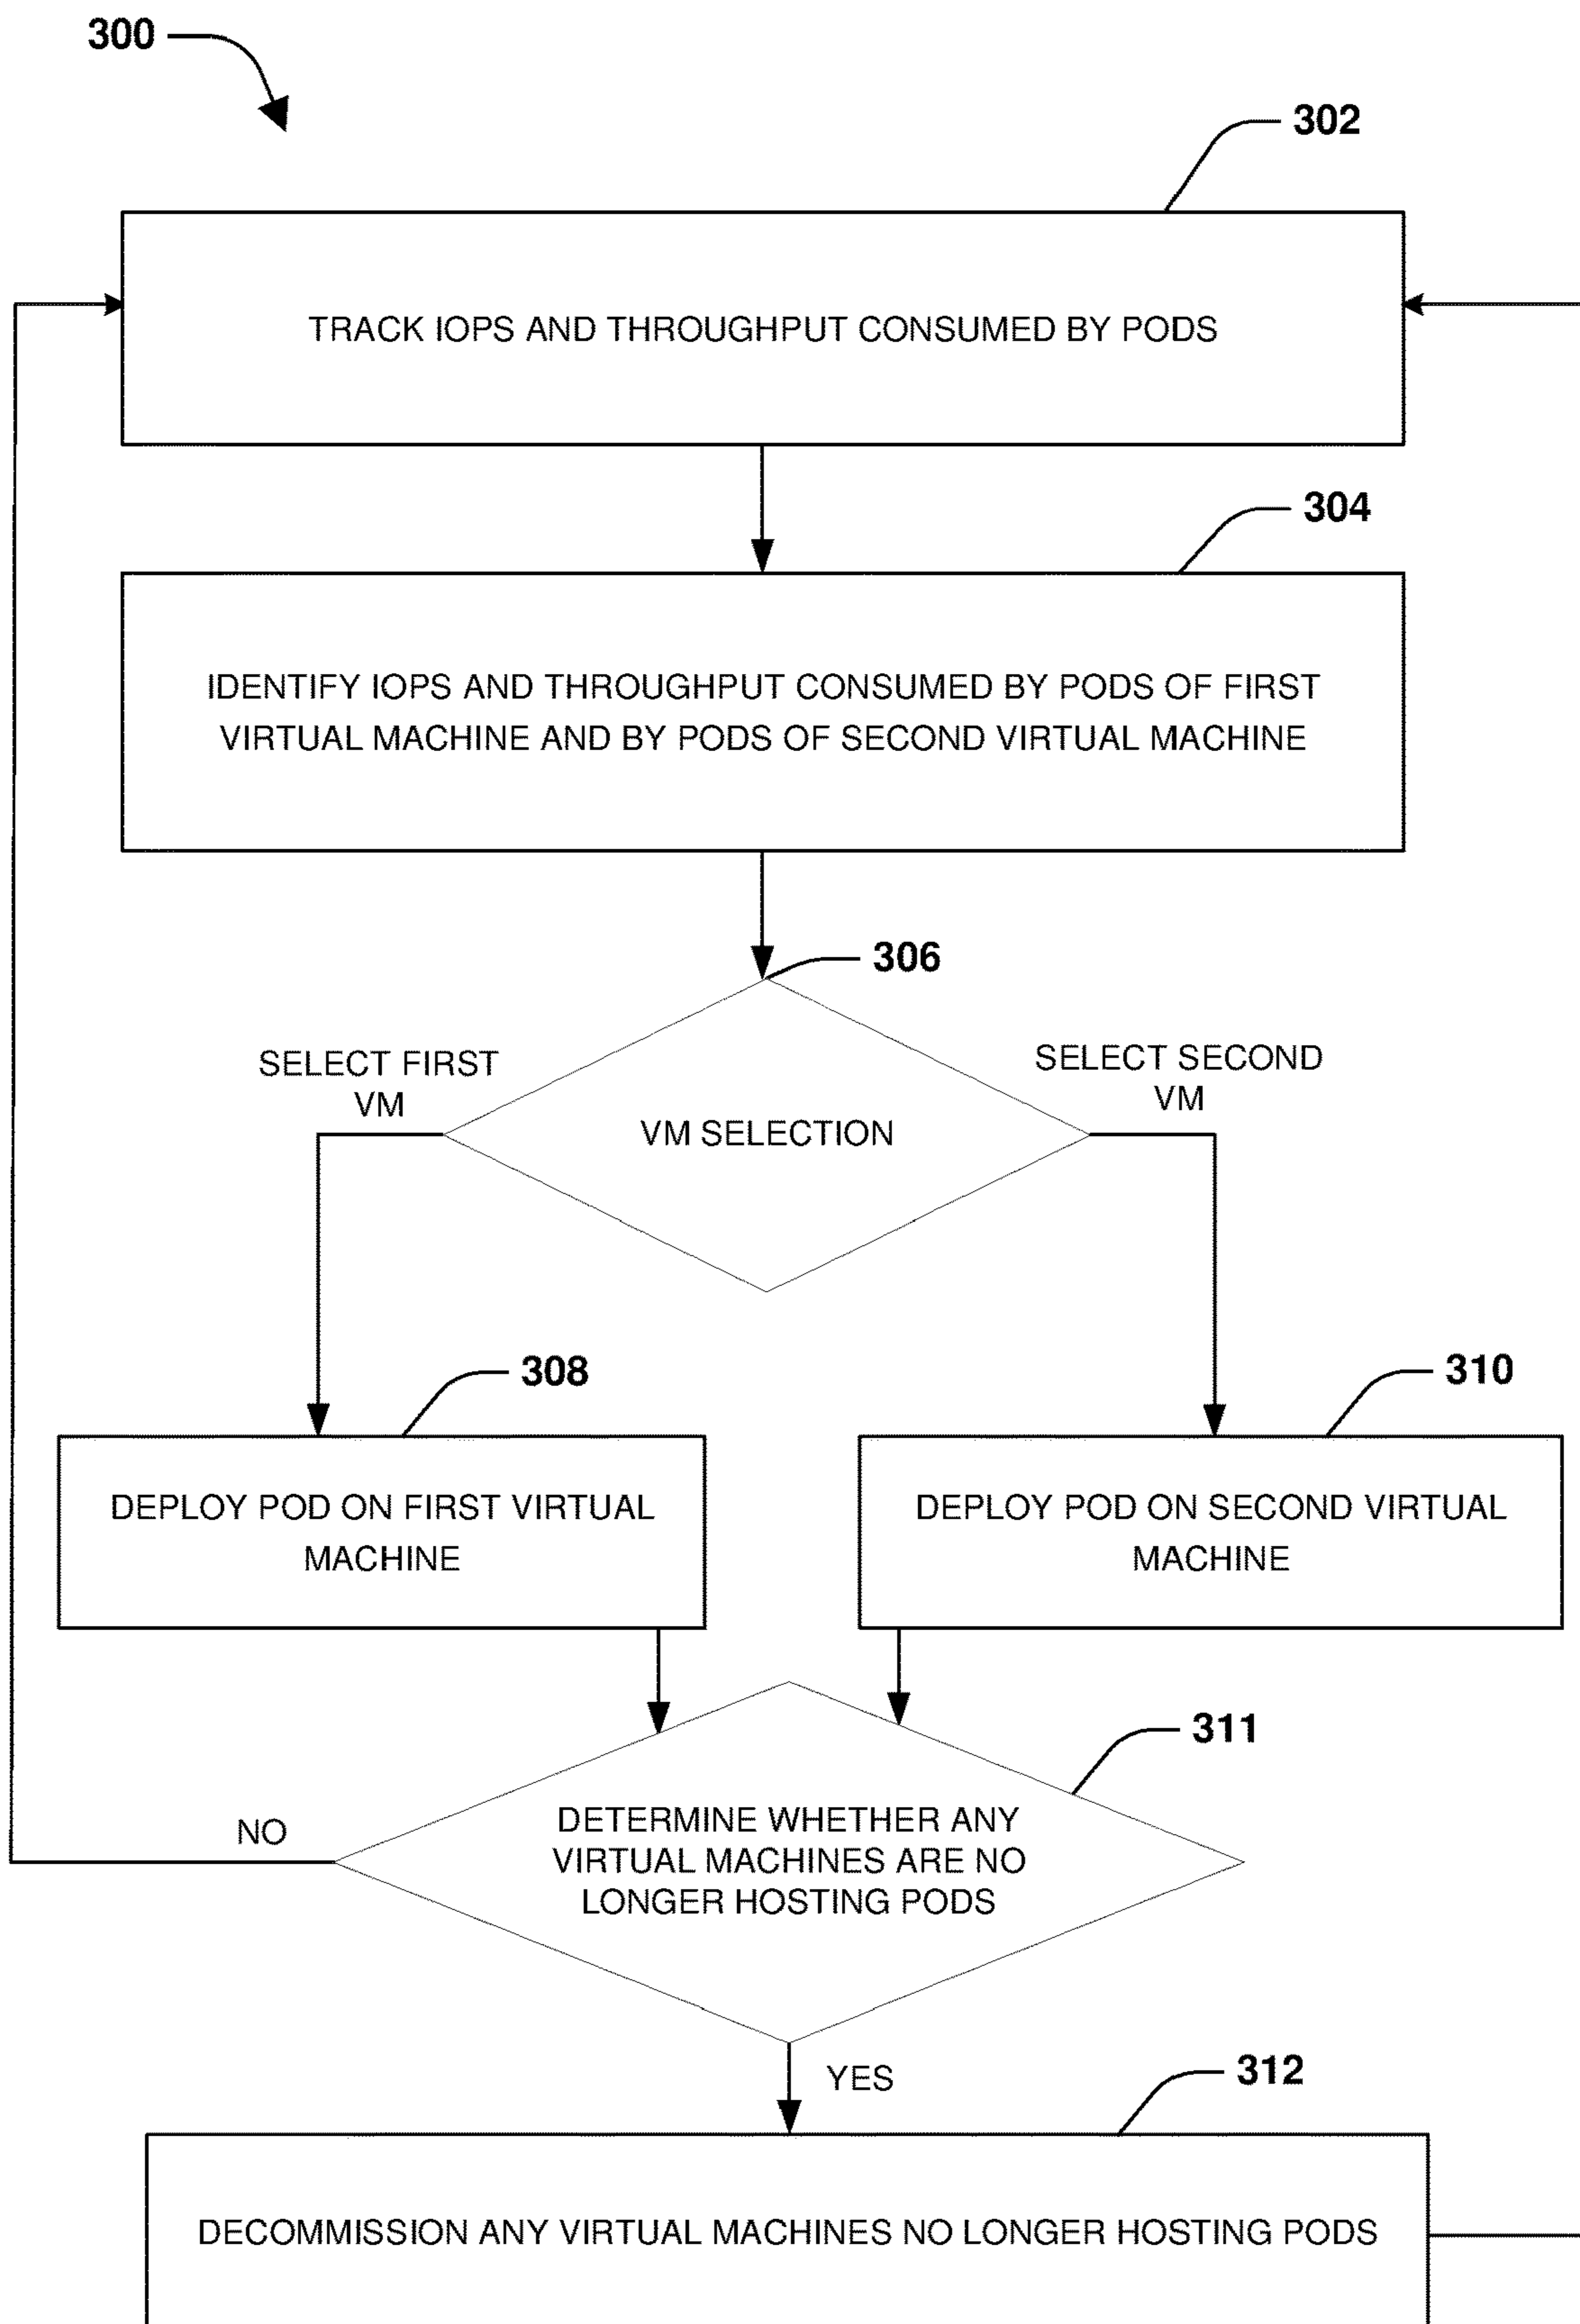 300
302
TRACK IOPS AND THROUGHPUT CONSUMED BY PODS
304
IDENTIFY IOPS AND THROUGHPUT CONSUMED BY PODS OF FIRST
VIRTUAL MACHINE AND BY PODS OF SECOND VIRTUAL MACHINE
306
SELECT FIRST
VM
SELECT SECOND
VM
VM SELECTION
308
310
DEPLOY POD ON FIRST VIRTUAL
MACHINE
DEPLOY POD ON SECOND VIRTUAL
MACHINE
311
NO
DETERMINE WHETHER ANY
VIRTUAL MACHINES ARE NO
LONGER HOSTING PODS
YES
312
DECOMMISSION ANY VIRTUAL MACHINES NO LONGER HOSTING PODS